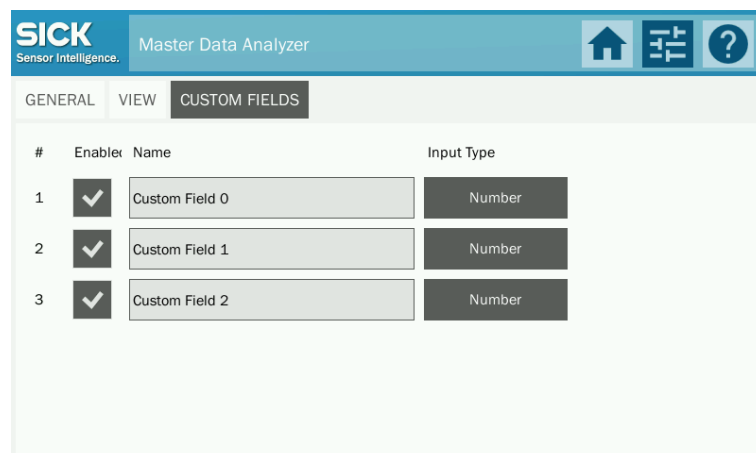 SICK
Sensor Intelligence.
Master Data Analyzer
?
GENERAL VIEW CUSTOM FIELDS
# Enabled Name Input Type
1 Custom Field 0 Number
2 Custom Field 1 Number
3 Custom Field 2 Number